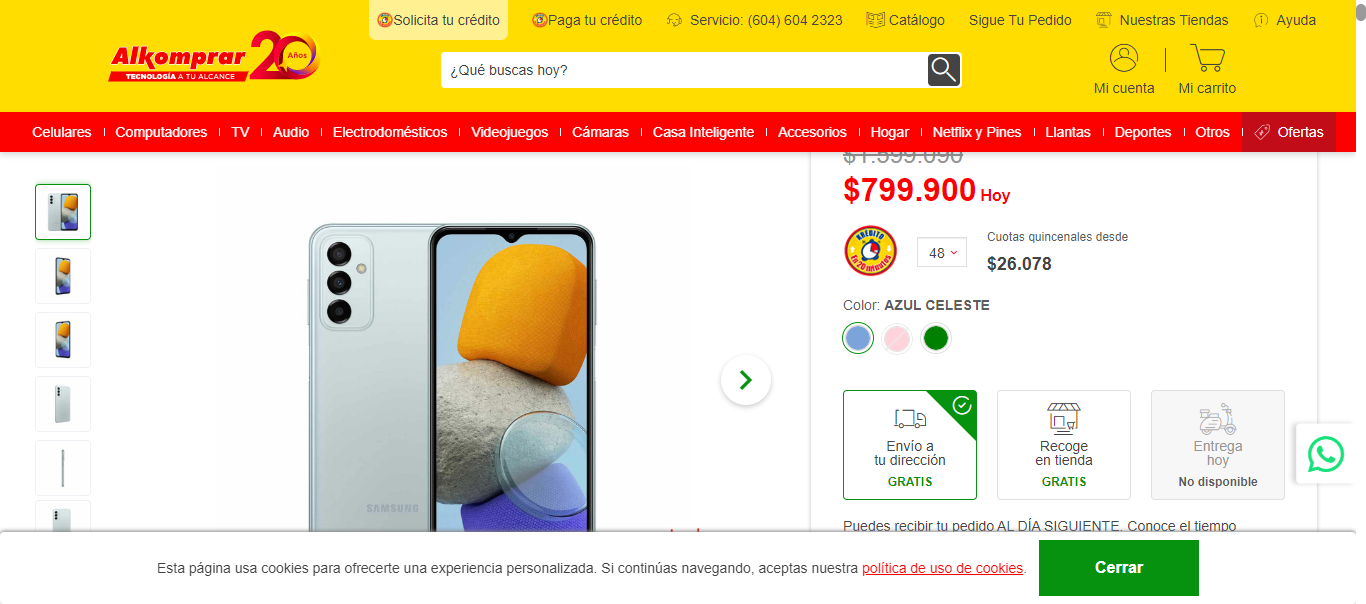 Solicita tu crédito
Paga tu crédito
Servicio: (604) 604 2323
Catálogo
Sigue Tu Pedido
Nuestras Tiendas
Ayuda
Alkomprar 20 Años
TECNOLOGÍA A TU ALCANCE
¿Qué buscas hoy?
Mi cuenta
Mi carrito
Celulares
Computadores
TV
Audio
Electrodomésticos
Videojuegos
Cámaras
Casa Inteligente
Accesorios
Hogar
Netflix y Pines
Llantas
Deportes
Otros
Ofertas
$1.599.090
$799.900 Hoy
KRÉDITO
En 20 minutos
48
Cuotas quincenales desde
$26.078
Color: AZUL CELESTE
Envío a
tu dirección
GRATIS
Recoge
en tienda
GRATIS
Entrega
hoy
No disponible
SAMSUNG
Puedes recibir tu pedido AL DÍA SIGUIENTE. Conoce el tiempo
Esta página usa cookies para ofrecerte una experiencia personalizada. Si continúas navegando, aceptas nuestra política de uso de cookies.
Cerrar